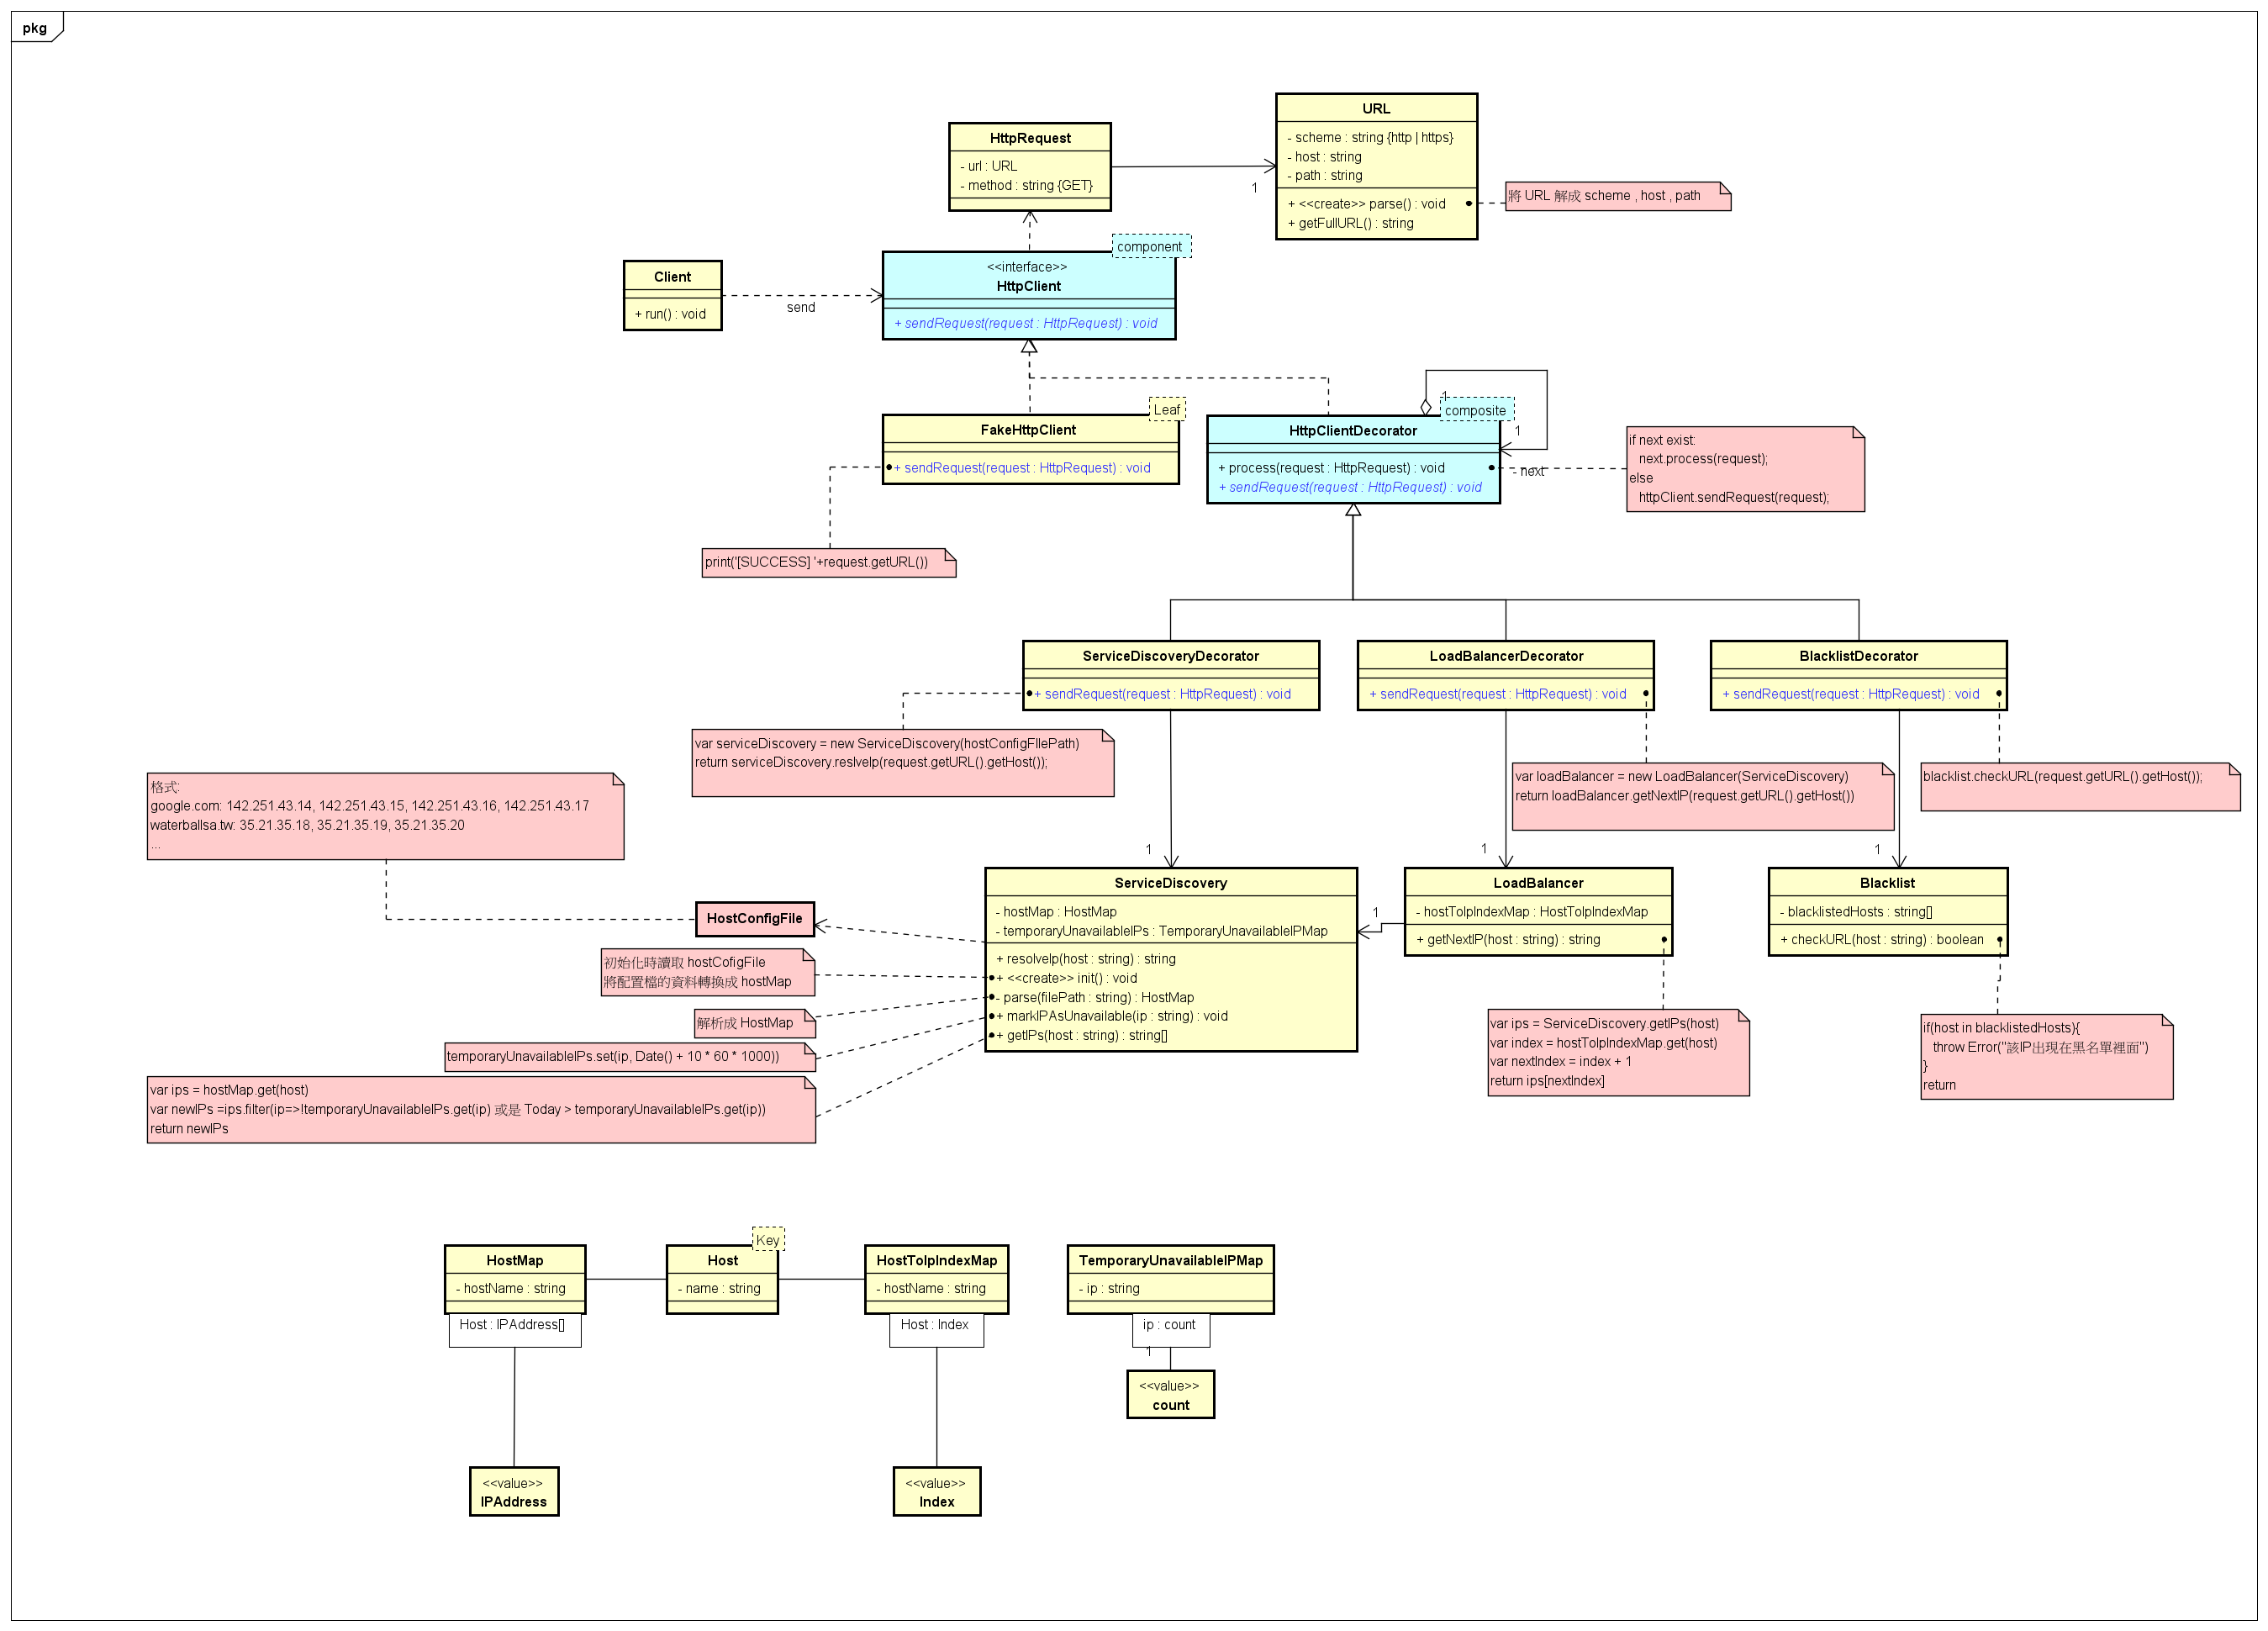 pkg
URL
- scheme : string {http | https}
- host : string
- path : string
+ <<create>> parse() : void
+ getFullURL() : string
HttpRequest
- url : URL
- method : string {GET}
1
將 URL 解成 scheme , host , path
component
<<interface>>
HttpClient
+ sendRequest(request : HttpRequest) : void
Client
+ run() : void
send
Leaf
FakeHttpClient
+ sendRequest(request : HttpRequest) : void
1
composite
HttpClientDecorator
+ process(request : HttpRequest) : void
+ sendRequest(request : HttpRequest) : void
1
- next
if next exist:
next.process(request);
else
httpClient.sendRequest(request);
print('[SUCCESS] '+request.getURL())
ServiceDiscoveryDecorator
+ sendRequest(request : HttpRequest) : void
LoadBalancerDecorator
+ sendRequest(request : HttpRequest) : void
BlacklistDecorator
+ sendRequest(request : HttpRequest) : void
var serviceDiscovery = new ServiceDiscovery(hostConfigFIlePath)
return serviceDiscovery.reslveIp(request.getURL().getHost());
var loadBalancer = new LoadBalancer(ServiceDiscovery)
return loadBalancer.getNextIP(request.getURL().getHost())
blacklist.checkURL(request.getURL().getHost());
格式:
google.com: 142.251.43.14, 142.251.43.15, 142.251.43.16, 142.251.43.17
waterballsa.tw: 35.21.35.18, 35.21.35.19, 35.21.35.20
...
1
1
1
ServiceDiscovery
- hostMap : HostMap
- temporaryUnavailableIPs : TemporaryUnavailableIPMap
+ resolveIp(host : string) : string
+ <<create>> init() : void
- parse(filePath : string) : HostMap
+ markIPAsUnavailable(ip : string) : void
+ getIPs(host : string) : string[]
1
LoadBalancer
- hostToIpIndexMap : HostToIpIndexMap
+ getNextIP(host : string) : string
Blacklist
- blacklistedHosts : string[]
+ checkURL(host : string) : boolean
HostConfigFile
初始化時讀取 hostCofigFile
將配置檔的資料轉換成 hostMap
解析成 HostMap
temporaryUnavailableIPs.set(ip, Date() + 10 * 60 * 1000))
var ips = hostMap.get(host)
var newIPs =ips.filter(ip=>!temporaryUnavailableIPs.get(ip) 或是 Today > temporaryUnavailableIPs.get(ip))
return newIPs
var ips = ServiceDiscovery.getIPs(host)
var index = hostToIpIndexMap.get(host)
var nextIndex = index + 1
return ips[nextIndex]
if(host in blacklistedHosts){
throw Error("該IP出現在黑名單裡面")
}
return
HostMap
- hostName : string
Host : IPAddress[]
Key
Host
- name : string
HostToIpIndexMap
- hostName : string
Host : Index
TemporaryUnavailableIPMap
- ip : string
ip : count
1
<<value>>
count
<<value>>
IPAddress
<<value>>
Index